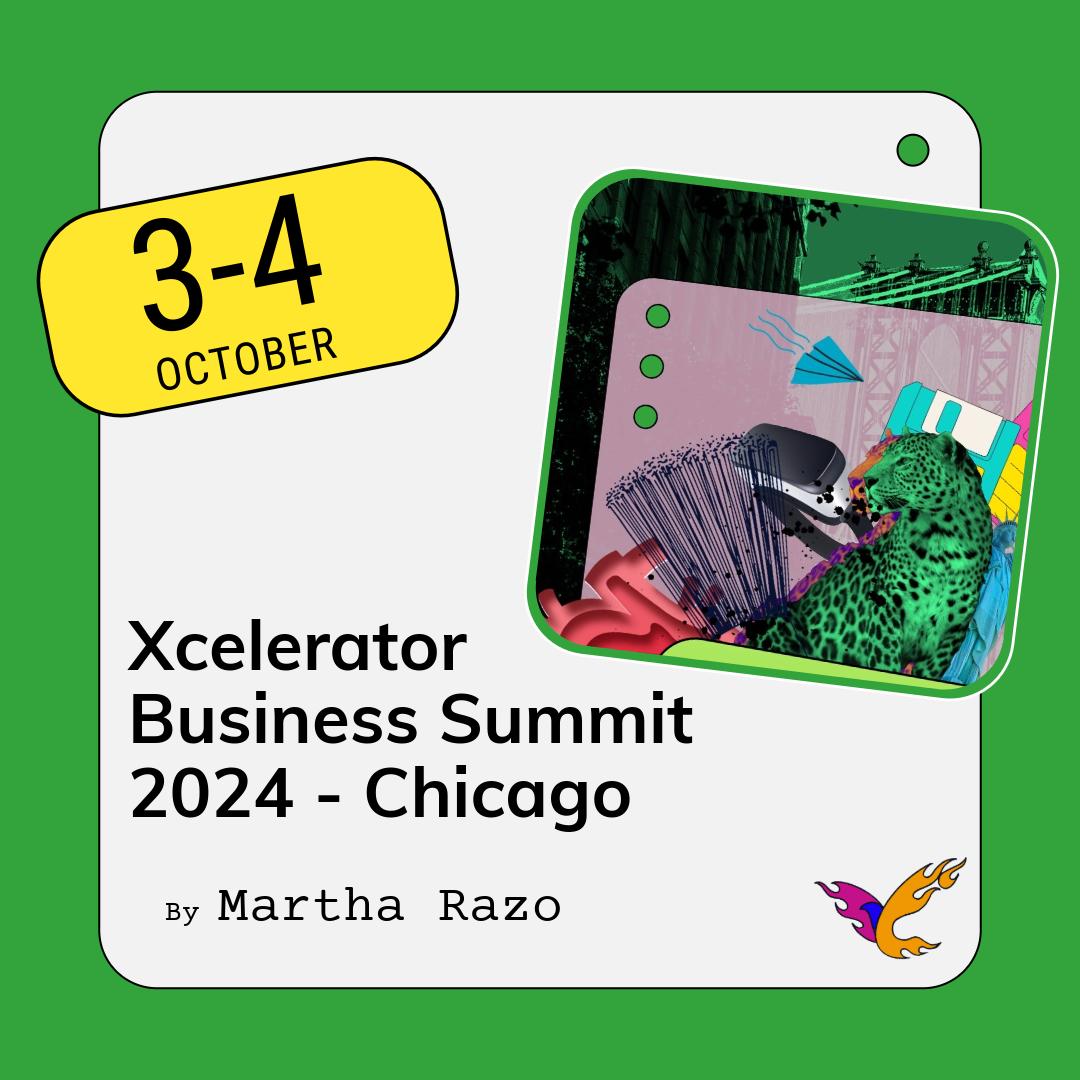 3-4
OCTOBER
Xcelerator
Business Summit
2024 - Chicago
By Martha Razo